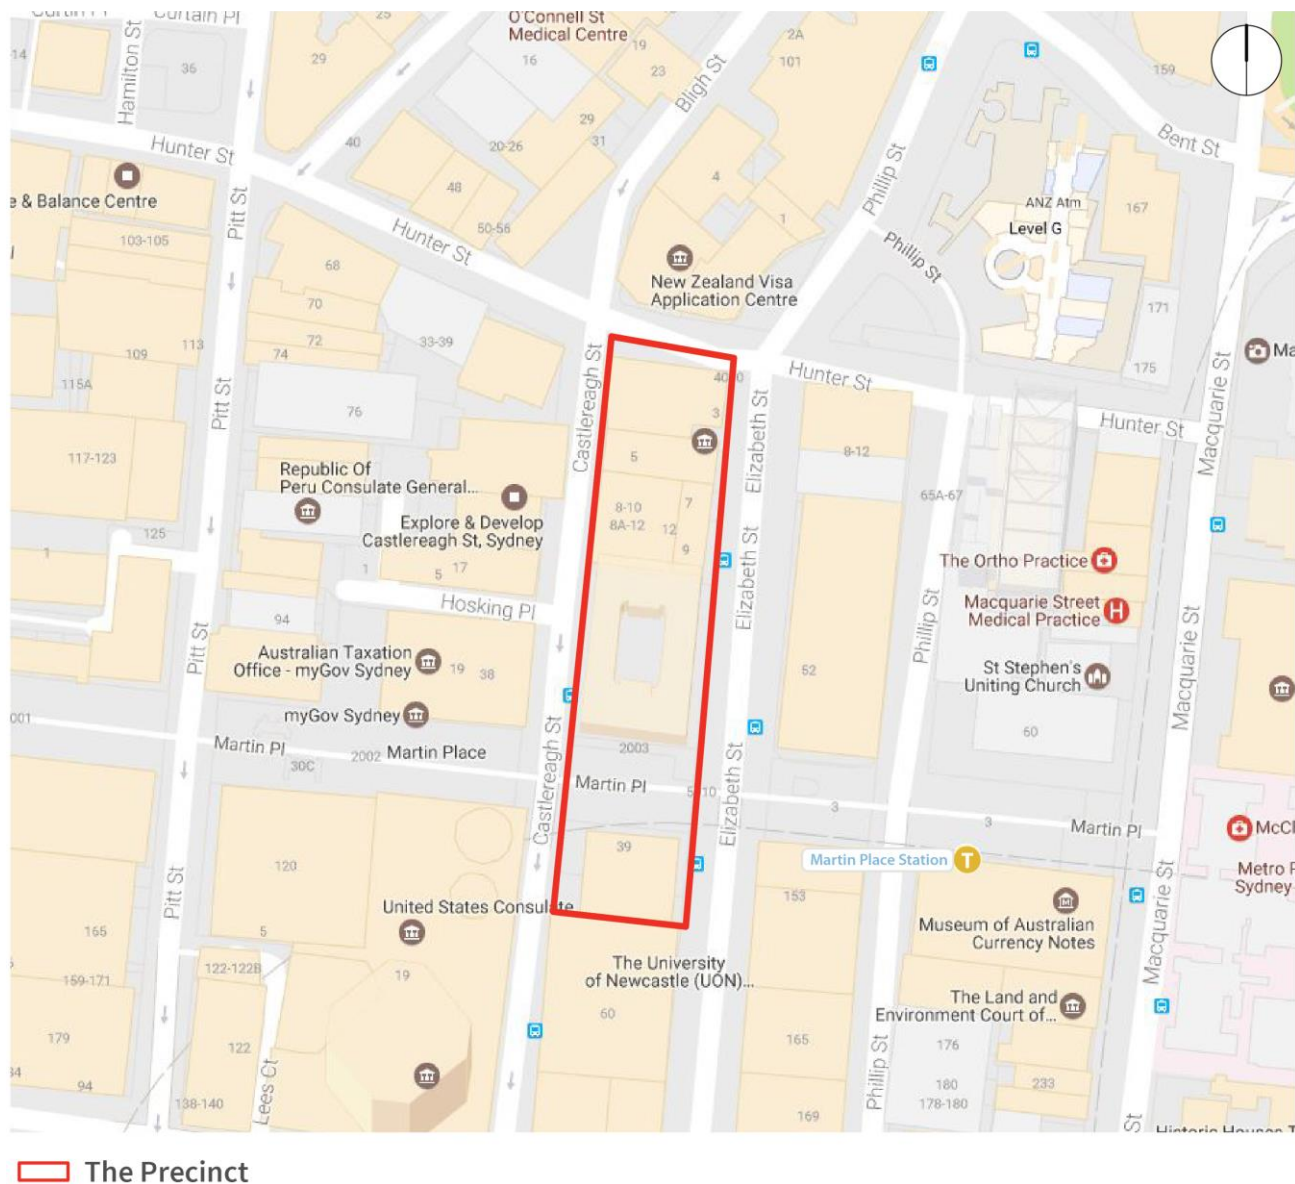 Curtain Pl
O'Connell St
Medical Centre
Hamilton St
14
36
29
25
16
19
23
2A
101
159
Bligh St
Bent St
Hunter St
40
20-26
29
31
48
50-56
4
1
Phillip St
Phillip St
ANZ Atm
Level G
167
e & Balance Centre
103-105
Pitt St
68
Hunter St
New Zealand Visa
Application Centre
70
72
74
33-39
113
109
115A
76
171
175
Ma
Castlereagh St
Elizabeth St
Hunter St
Hunter St
Macquarie St
3
5
8-12
117-123
Pitt St
Republic Of
Peru Consulate General...
Explore & Develop
Castlereagh St, Sydney
8-10
8A-12
7
12
9
65A-67
125
1
1
5
17
Hosking Pl
The Ortho Practice
Macquarie Street
Medical Practice
Elizabeth St
Phillip St
94
Pitt St
Australian Taxation
Office - myGov Sydney
19
38
myGov Sydney
St Stephen's
Uniting Church
Macquarie St
60
001
Martin Pl
30C
2002
Martin Place
2003
Martin Pl
Castlereagh St
Elizabeth St
3
3
Martin Pl
39
120
Martin Place Station
T
153
McCl
Metro P
Sydney
United States Consulate
Museum of Australian
Currency Notes
Pitt St
165
5
159-171
122-122B
19
The University
of Newcastle (UON)...
60
The Land and
Environment Court of...
Macquarie St
179
94
122
138-140
Lees Ct
165
169
Phillip St
176
180
178-180
233
St
Historic Houses T
The Precinct